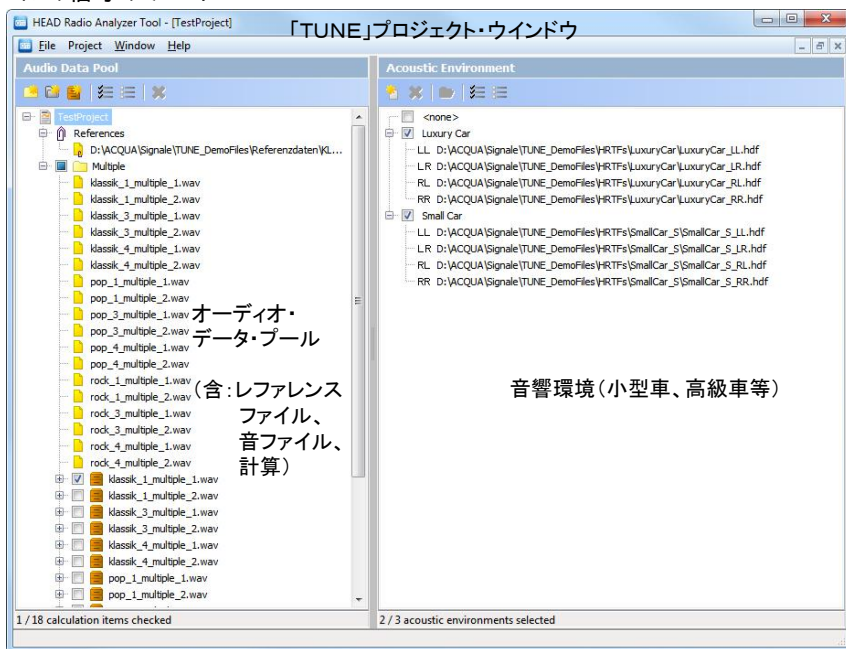 HEAD Radio Analyzer Tool - [TestProject]
「TUNE」プロジェクト・ウインドウ
File Project Window Help
Audio Data Pool
TestProject
References
D:\ACQUA\Signale\TUNE_DemoFiles\Referenzdaten\KL...
Multiple
klassik_1_multiple_1.wav
klassik_1_multiple_2.wav
klassik_3_multiple_1.wav
klassik_3_multiple_2.wav
klassik_4_multiple_1.wav
klassik_4_multiple_2.wav
pop_1_multiple_1.wav
pop_1_multiple_2.wav
pop_3_multiple_1.wav
pop_3_multiple_2.wav
pop_4_multiple_1.wav
pop_4_multiple_2.wav
rock_1_multiple_1.wav
rock_1_multiple_2.wav
rock_3_multiple_1.wav
rock_3_multiple_2.wav
rock_4_multiple_1.wav
rock_4_multiple_2.wav
klassik_1_multiple_1.wav
klassik_1_multiple_2.wav
klassik_3_multiple_1.wav
klassik_3_multiple_2.wav
klassik_4_multiple_1.wav
klassik_4_multiple_2.wav
pop_1_multiple_1.wav
pop_1_multiple_2.wav
オーディオ・
データ・プール
(含:レファレンス
ファイル、
音ファイル、
計算)
1 / 18 calculation items checked
Acoustic Environment
<none>
Luxury Car
LL D:\ACQUA\Signale\TUNE_DemoFiles\HRTFs\LuxuryCar\LuxuryCar_LL.hdf
LR D:\ACQUA\Signale\TUNE_DemoFiles\HRTFs\LuxuryCar\LuxuryCar_LR.hdf
RL D:\ACQUA\Signale\TUNE_DemoFiles\HRTFs\LuxuryCar\LuxuryCar_RL.hdf
RR D:\ACQUA\Signale\TUNE_DemoFiles\HRTFs\LuxuryCar\LuxuryCar_RR.hdf
Small Car
LL D:\ACQUA\Signale\TUNE_DemoFiles\HRTFs\SmallCar_S\SmallCar_S_LL.hdf
LR D:\ACQUA\Signale\TUNE_DemoFiles\HRTFs\SmallCar_S\SmallCar_S_LR.hdf
RL D:\ACQUA\Signale\TUNE_DemoFiles\HRTFs\SmallCar_S\SmallCar_S_RL.hdf
RR D:\ACQUA\Signale\TUNE_DemoFiles\HRTFs\SmallCar_S\SmallCar_S_RR.hdf
音響環境(小型車、高級車等)
2 / 3 acoustic environments selected